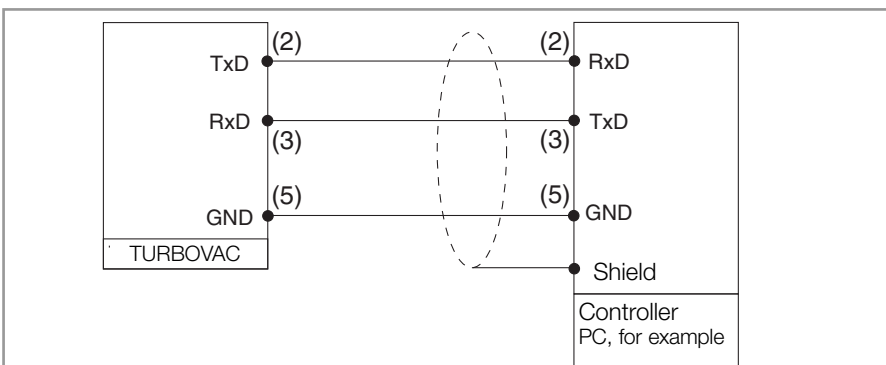 (2)
(2)
TxD
RxD
RxD
TxD
(3)
(3)
(5)
(5)
GND
GND
TURBOVAC
Shield
Controller
PC, for example